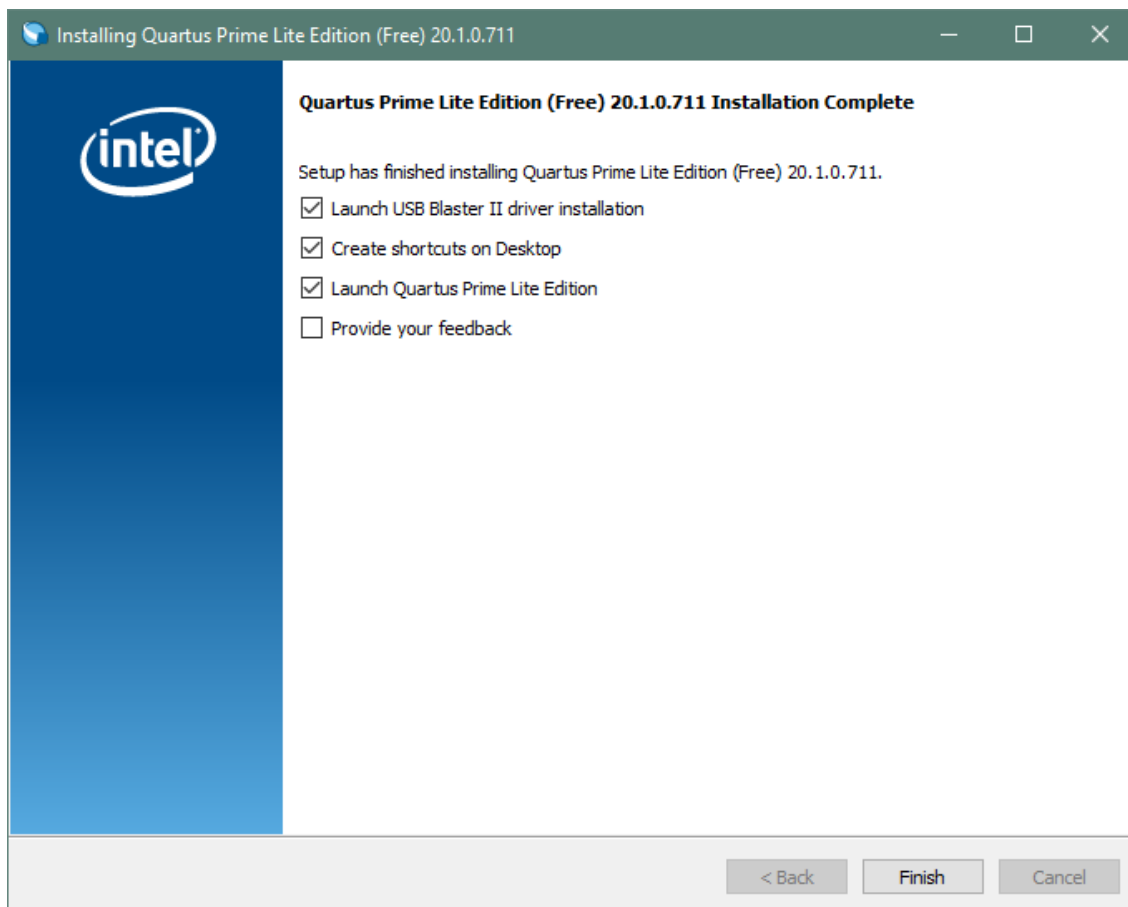 Installing Quartus Prime Lite Edition (Free) 20.1.0.711
intel
Quartus Prime Lite Edition (Free) 20.1.0.711 Installation Complete
Setup has finished installing Quartus Prime Lite Edition (Free) 20.1.0.711.
Launch USB Blaster II driver installation
Create shortcuts on Desktop
Launch Quartus Prime Lite Edition
Provide your feedback
< Back Finish Cancel